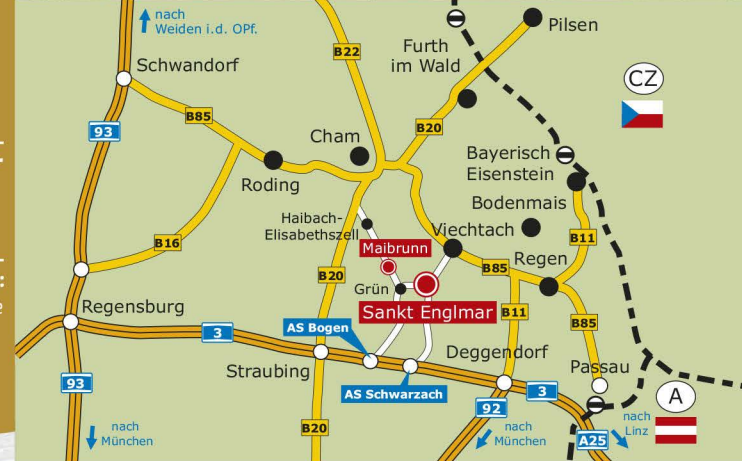 nach
Weiden i.d. OPf.
B22
Furth
im Wald
Pilsen
Schwandorf
CZ
93
B85
B20
Cham
Bayerisch
Eisenstein
Roding
Bodenmais
Haibach-
Elisabethszell
Viechtach
B16
Maibrunn
B11
B20
B85
Regen
Grün
Regensburg
Sankt Englmar
B11
B85
3
AS Bogen
Straubing
Deggendorf
Passau
93
AS Schwarzach
3
A
92
nach
München
B20
nach
München
A25
nach
Linz